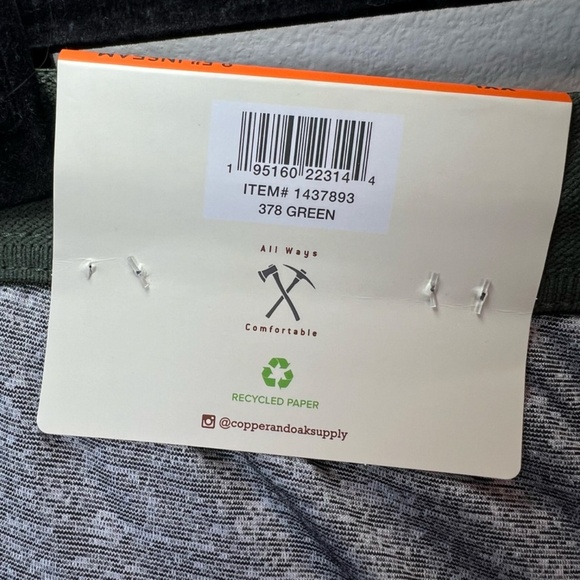 1 95160 22314 4
ITEM# 1437893
378 GREEN
All Ways
Comfortable
RECYCLED PAPER
@copperandoaksupply